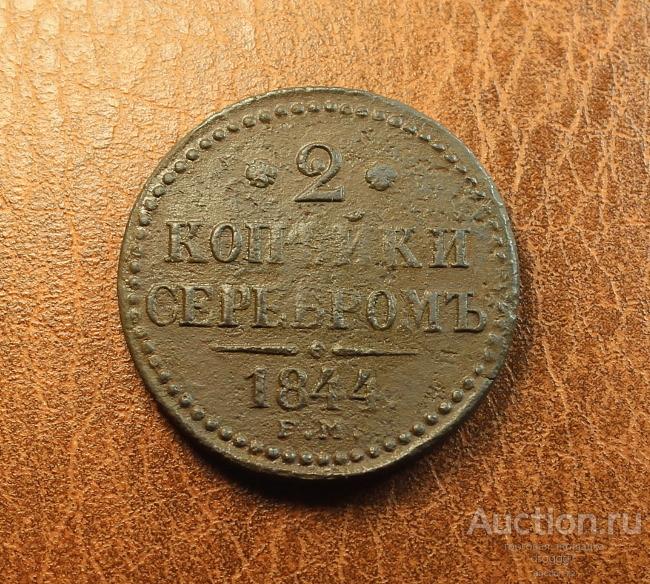 2
КОПѢЙКИ
СЕРЕБРОМЪ
1844
Е.М.
Auction.ru